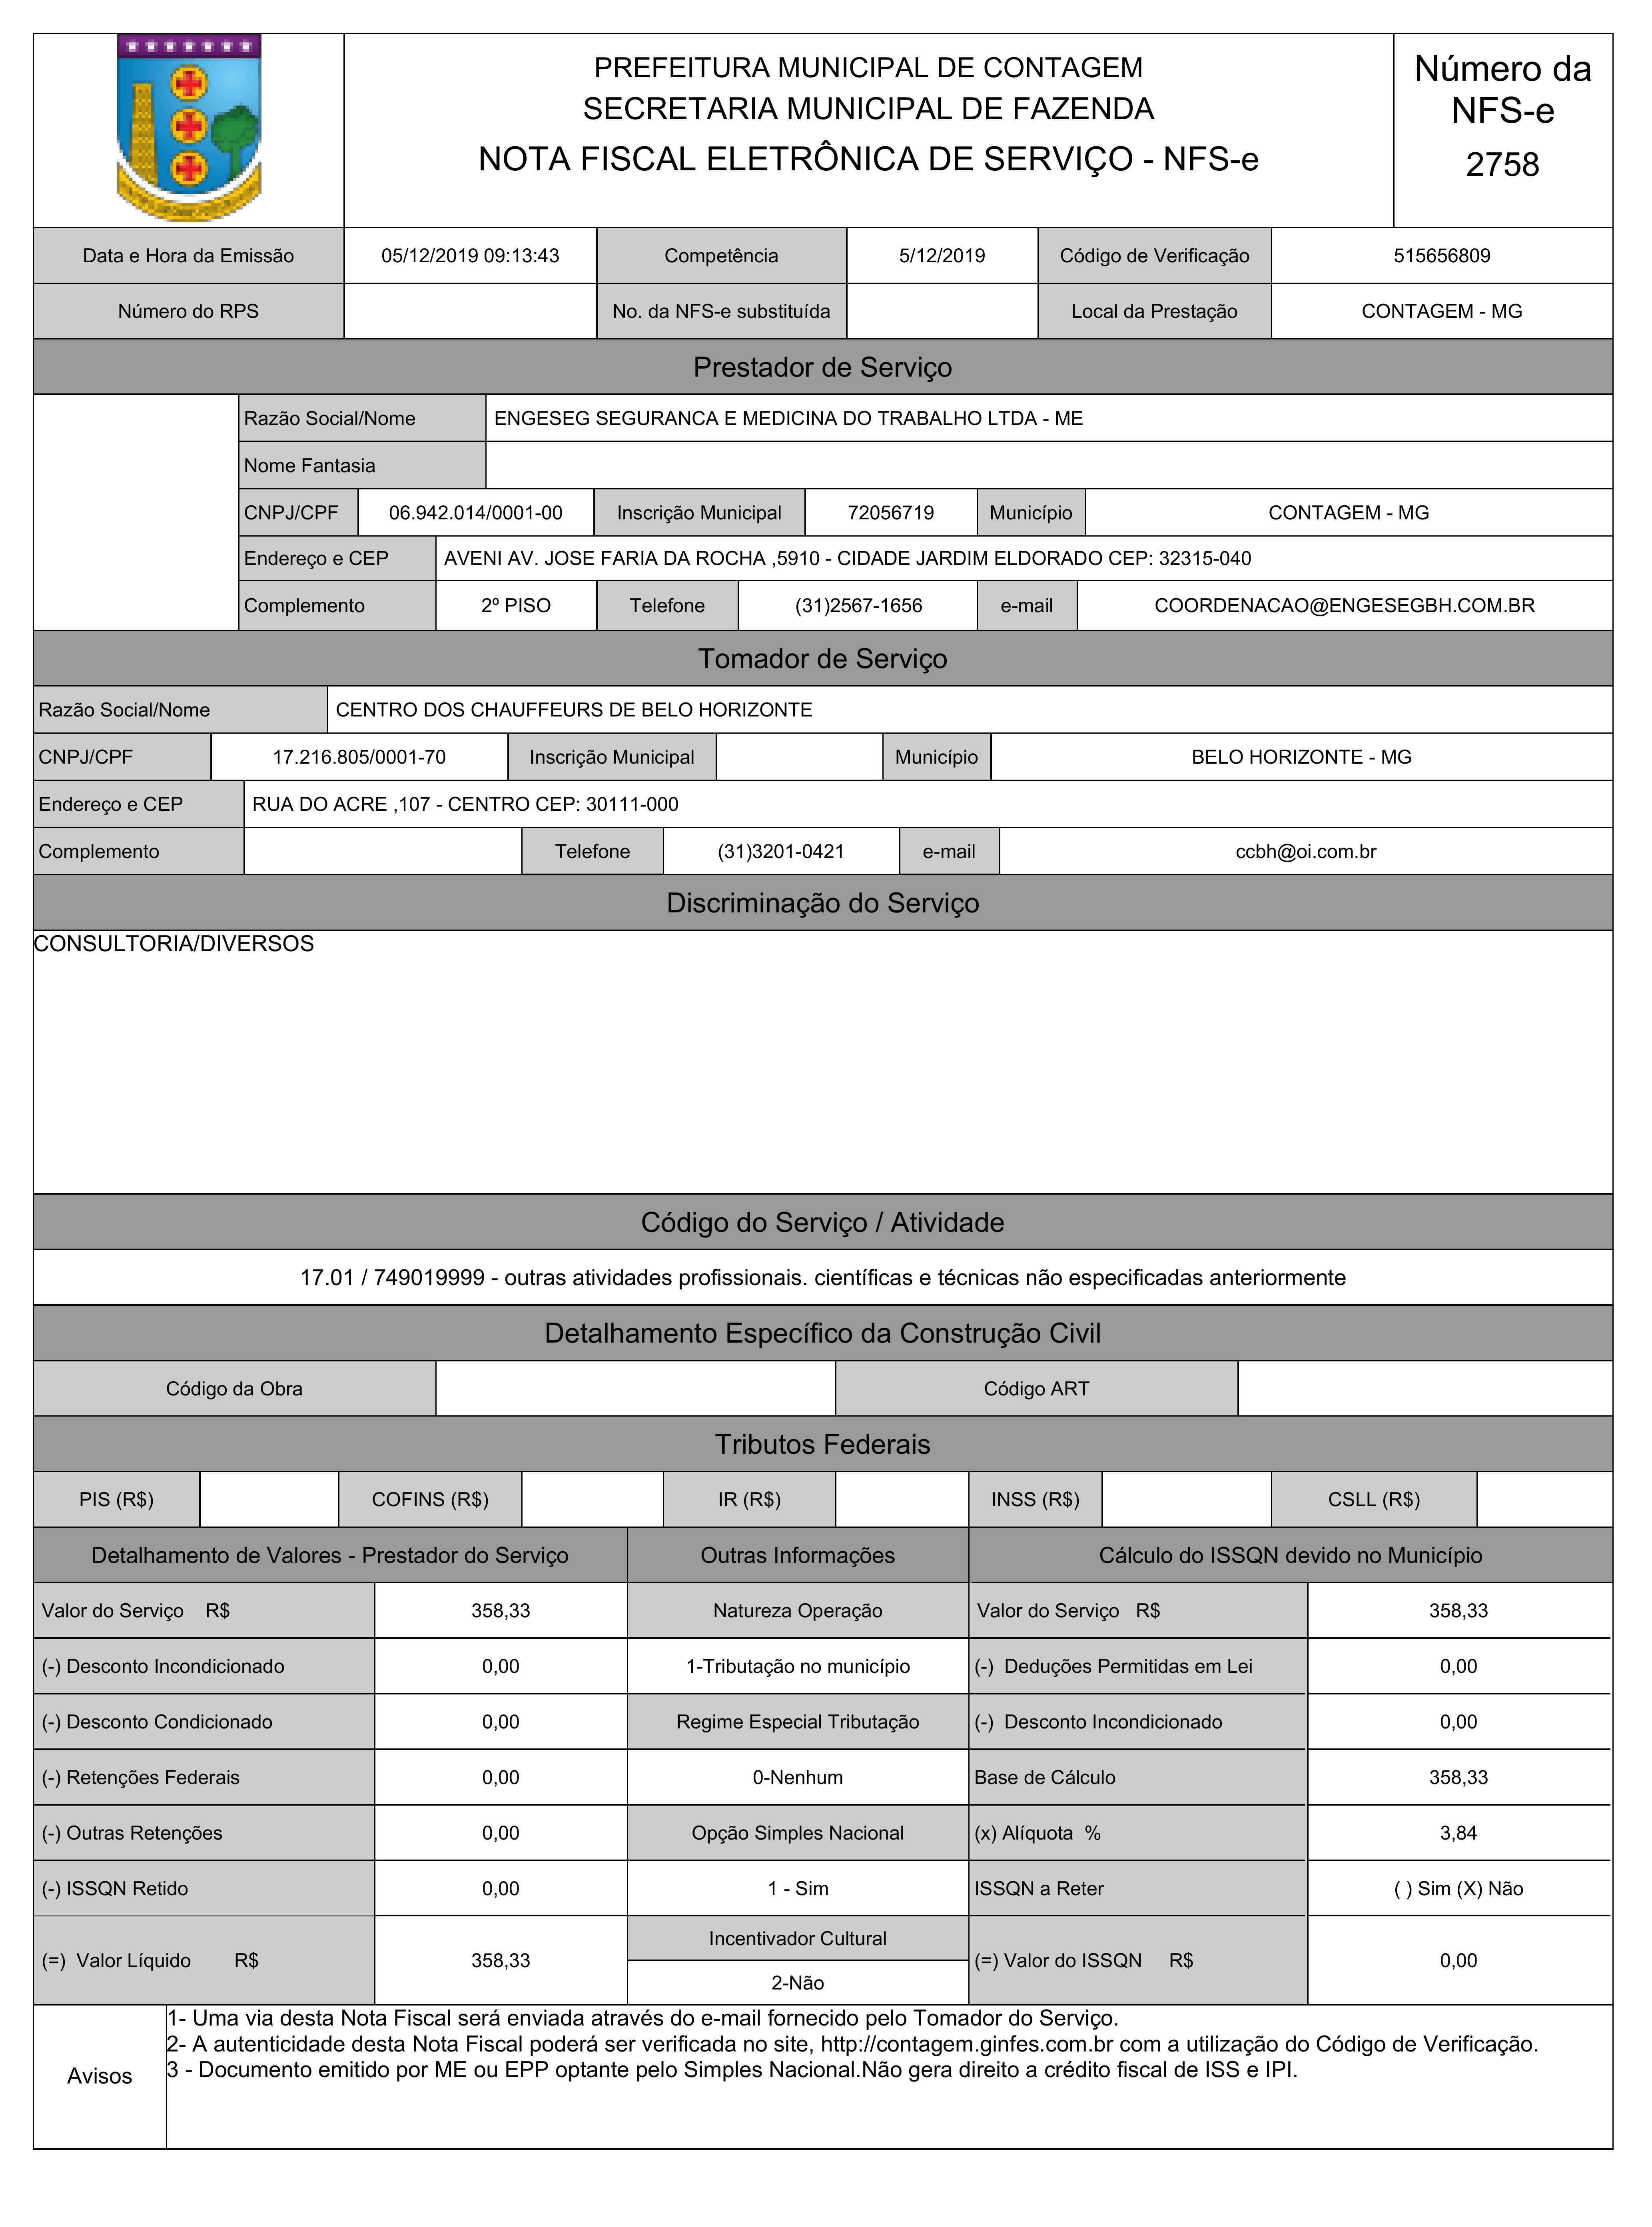 PREFEITURA MUNICIPAL DE CONTAGEM
SECRETARIA MUNICIPAL DE FAZENDA
NOTA FISCAL ELETRÔNICA DE SERVIÇO - NFS-e
Número da
NFS-e
2758
Data e Hora da Emissão 05/12/2019 09:13:43 Competência 5/12/2019 Código de Verificação 515656809
Número do RPS No. da NFS-e substituída Local da Prestação CONTAGEM - MG
Prestador de Serviço
Razão Social/Nome ENGESEG SEGURANCA E MEDICINA DO TRABALHO LTDA - ME
Nome Fantasia
CNPJ/CPF 06.942.014/0001-00 Inscrição Municipal 72056719 Município CONTAGEM - MG
Endereço e CEP AVENI AV. JOSE FARIA DA ROCHA ,5910 - CIDADE JARDIM ELDORADO CEP: 32315-040
Complemento 2º PISO Telefone (31)2567-1656 e-mail COORDENACAO@ENGESEGBH.COM.BR
Tomador de Serviço
Razão Social/Nome CENTRO DOS CHAUFFEURS DE BELO HORIZONTE
CNPJ/CPF 17.216.805/0001-70 Inscrição Municipal Município BELO HORIZONTE - MG
Endereço e CEP RUA DO ACRE ,107 - CENTRO CEP: 30111-000
Complemento Telefone (31)3201-0421 e-mail ccbh@oi.com.br
Discriminação do Serviço
CONSULTORIA/DIVERSOS
Código do Serviço / Atividade
17.01 / 749019999 - outras atividades profissionais. científicas e técnicas não especificadas anteriormente
Detalhamento Específico da Construção Civil
Código da Obra Código ART
Tributos Federais
PIS (R$) COFINS (R$) IR (R$) INSS (R$) CSLL (R$)
Detalhamento de Valores - Prestador do Serviço Outras Informações Cálculo do ISSQN devido no Município
Valor do Serviço R$ 358,33 Natureza Operação Valor do Serviço R$ 358,33
(-) Desconto Incondicionado 0,00 1-Tributação no município (-) Deduções Permitidas em Lei 0,00
(-) Desconto Condicionado 0,00 Regime Especial Tributação (-) Desconto Incondicionado 0,00
(-) Retenções Federais 0,00 0-Nenhum Base de Cálculo 358,33
(-) Outras Retenções 0,00 Opção Simples Nacional (x) Alíquota % 3,84
(-) ISSQN Retido 0,00 1 - Sim ISSQN a Reter ( ) Sim (X) Não
Incentivador Cultural
(=) Valor Líquido R$ 358,33 (=) Valor do ISSQN R$ 0,00
2-Não
Avisos
1- Uma via desta Nota Fiscal será enviada através do e-mail fornecido pelo Tomador do Serviço.
2- A autenticidade desta Nota Fiscal poderá ser verificada no site, http://contagem.ginfes.com.br com a utilização do Código de Verificação.
3 - Documento emitido por ME ou EPP optante pelo Simples Nacional.Não gera direito a crédito fiscal de ISS e IPI.